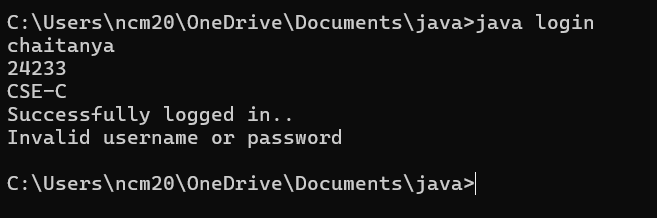 C:\Users\ncm20\OneDrive\Documents\java>java login
chaitanya
24233
CSE-C
Successfully logged in..
Invalid username or password
C:\Users\ncm20\OneDrive\Documents\java>